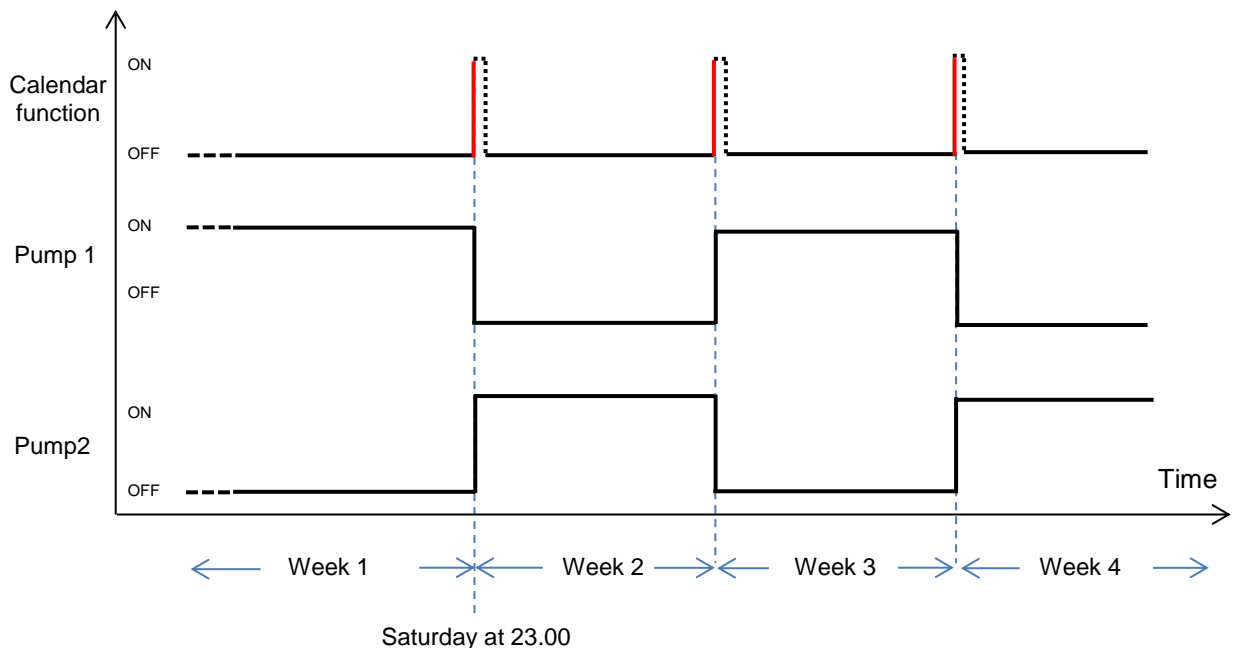 ON
Calendar
function
OFF
ON
Pump 1
OFF
ON
Pump2
OFF
Time
Week 1
Week 2
Week 3
Week 4
Saturday at 23.00